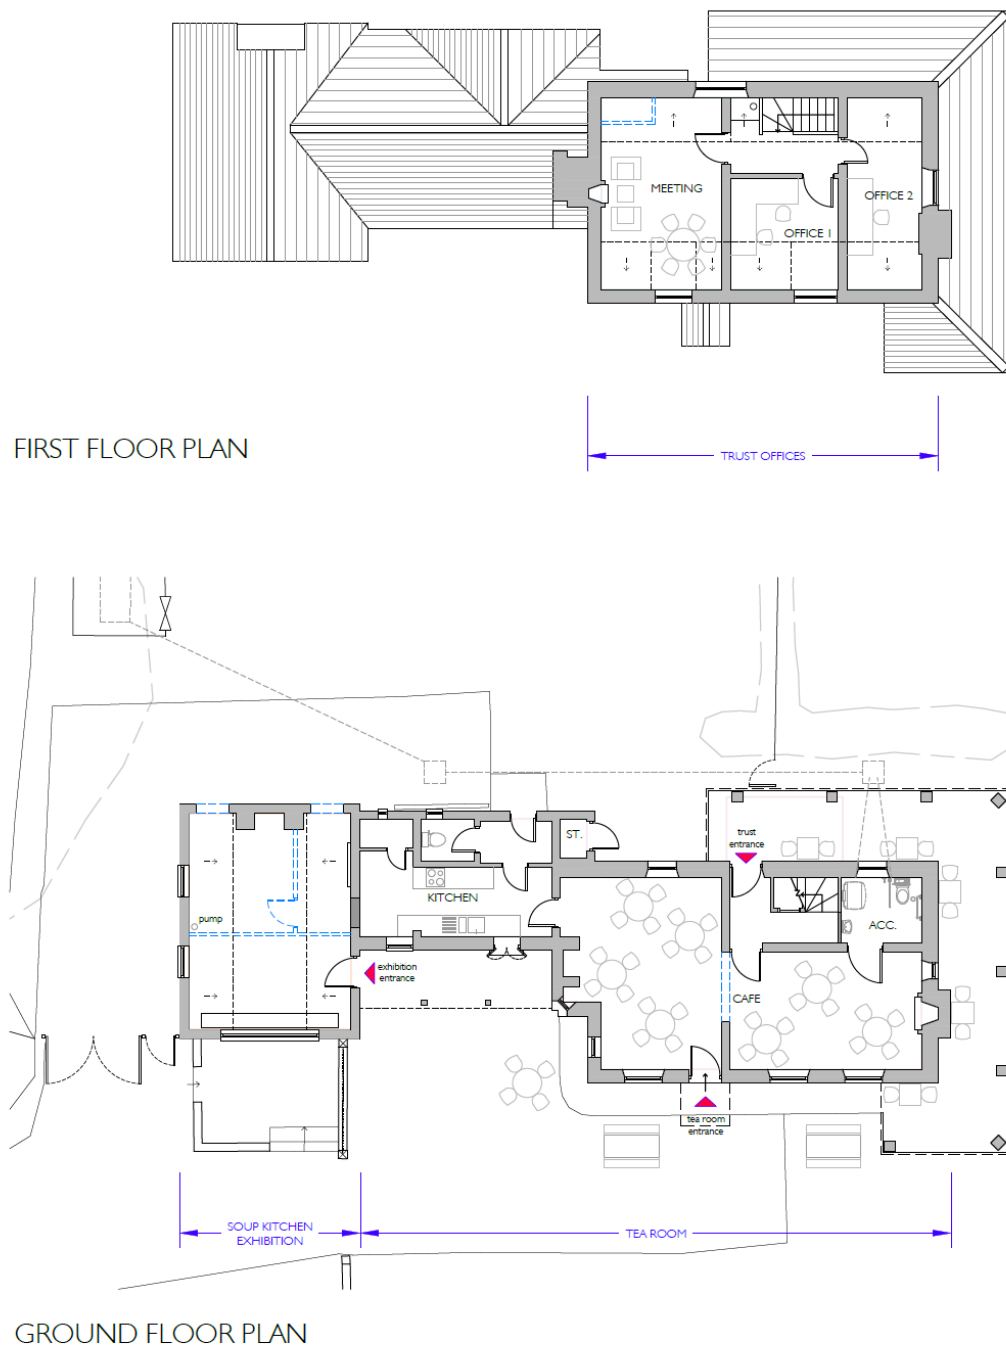 MEETING
OFFICE 1
OFFICE 2
FIRST FLOOR PLAN
TRUST OFFICES
trust
entrance
ST.
KITCHEN
pump
ACC.
exhibition
entrance
CAFE
tea room
entrance
SOUP KITCHEN
EXHIBITION
TEA ROOM
GROUND FLOOR PLAN